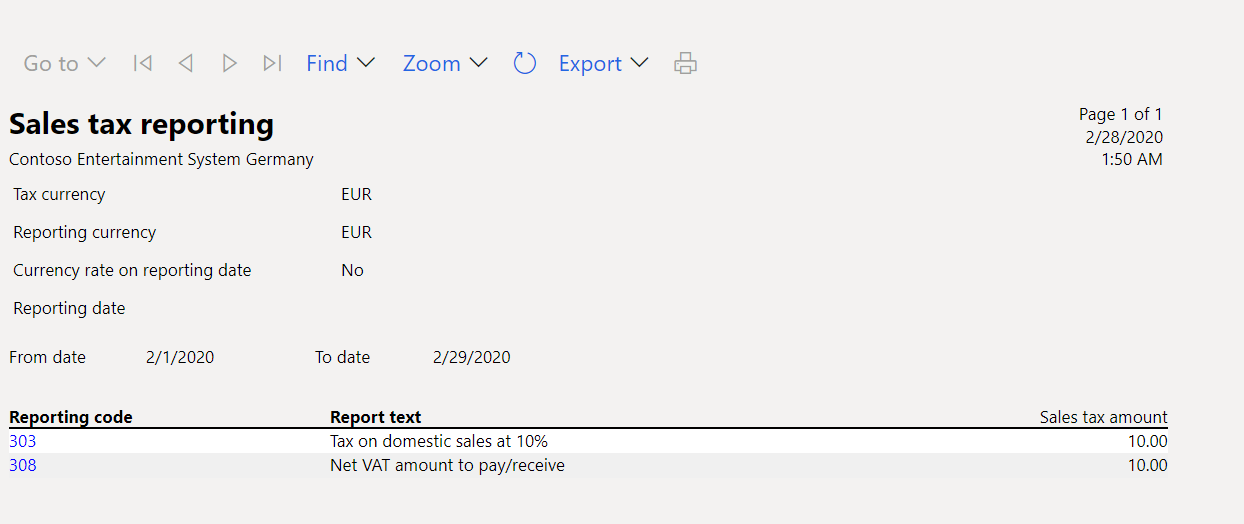 Go to Find Zoom Export
Sales tax reporting
Page 1 of 1
Contoso Entertainment System Germany
2/28/2020
1:50 AM
Tax currency EUR
Reporting currency EUR
Currency rate on reporting date No
Reporting date
From date 2/1/2020 To date 2/29/2020
Reporting code Report text Sales tax amount
303 Tax on domestic sales at 10% 10.00
308 Net VAT amount to pay/receive 10.00